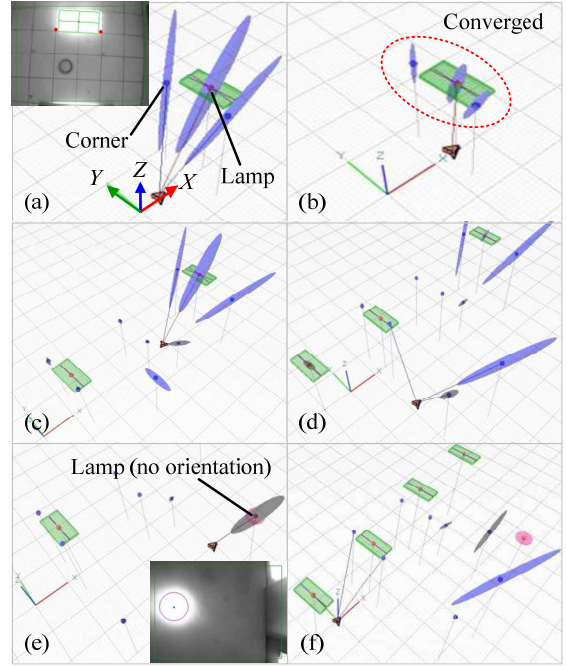 Converged
Corner
Lamp
Z
Y
X
Y
Z
X
(a)
(b)
(c)
(d)
Lamp (no orientation)
(e)
(f)